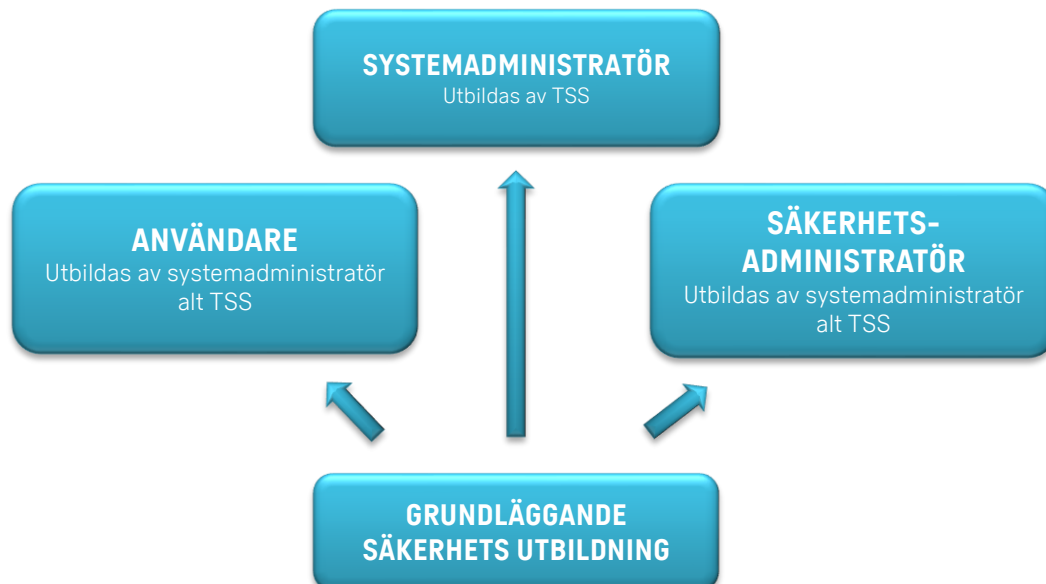 SYSTEMADMINISTRATÖR
Utbildas av TSS
ANVÄNDARE
Utbildas av systemadministratör
alt TSS
SÄKERHETS-
ADMINISTRATÖR
Utbildas av systemadministratör
alt TSS
GRUNDLÄGGANDE
SÄKERHETS UTBILDNING